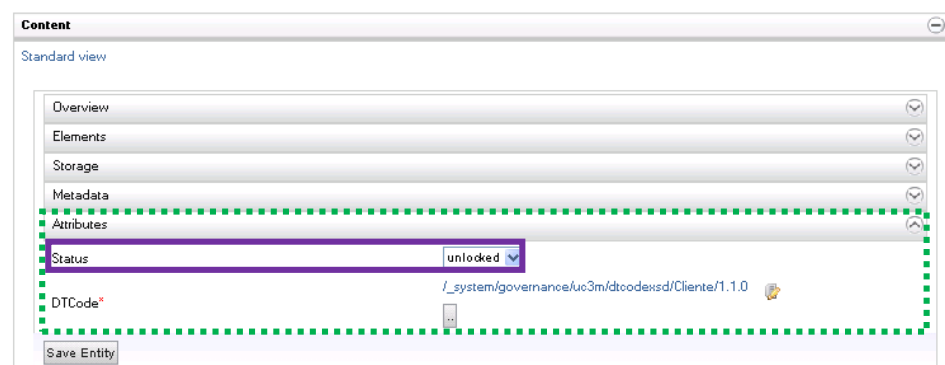 Content
Standard view
Overview
Elements
Storage
Metadata
Attributes
Status unlocked
/_system/governance/uc3m/dtcodexsd/Cliente/1.1.0
DTCode*
..
Save Entity